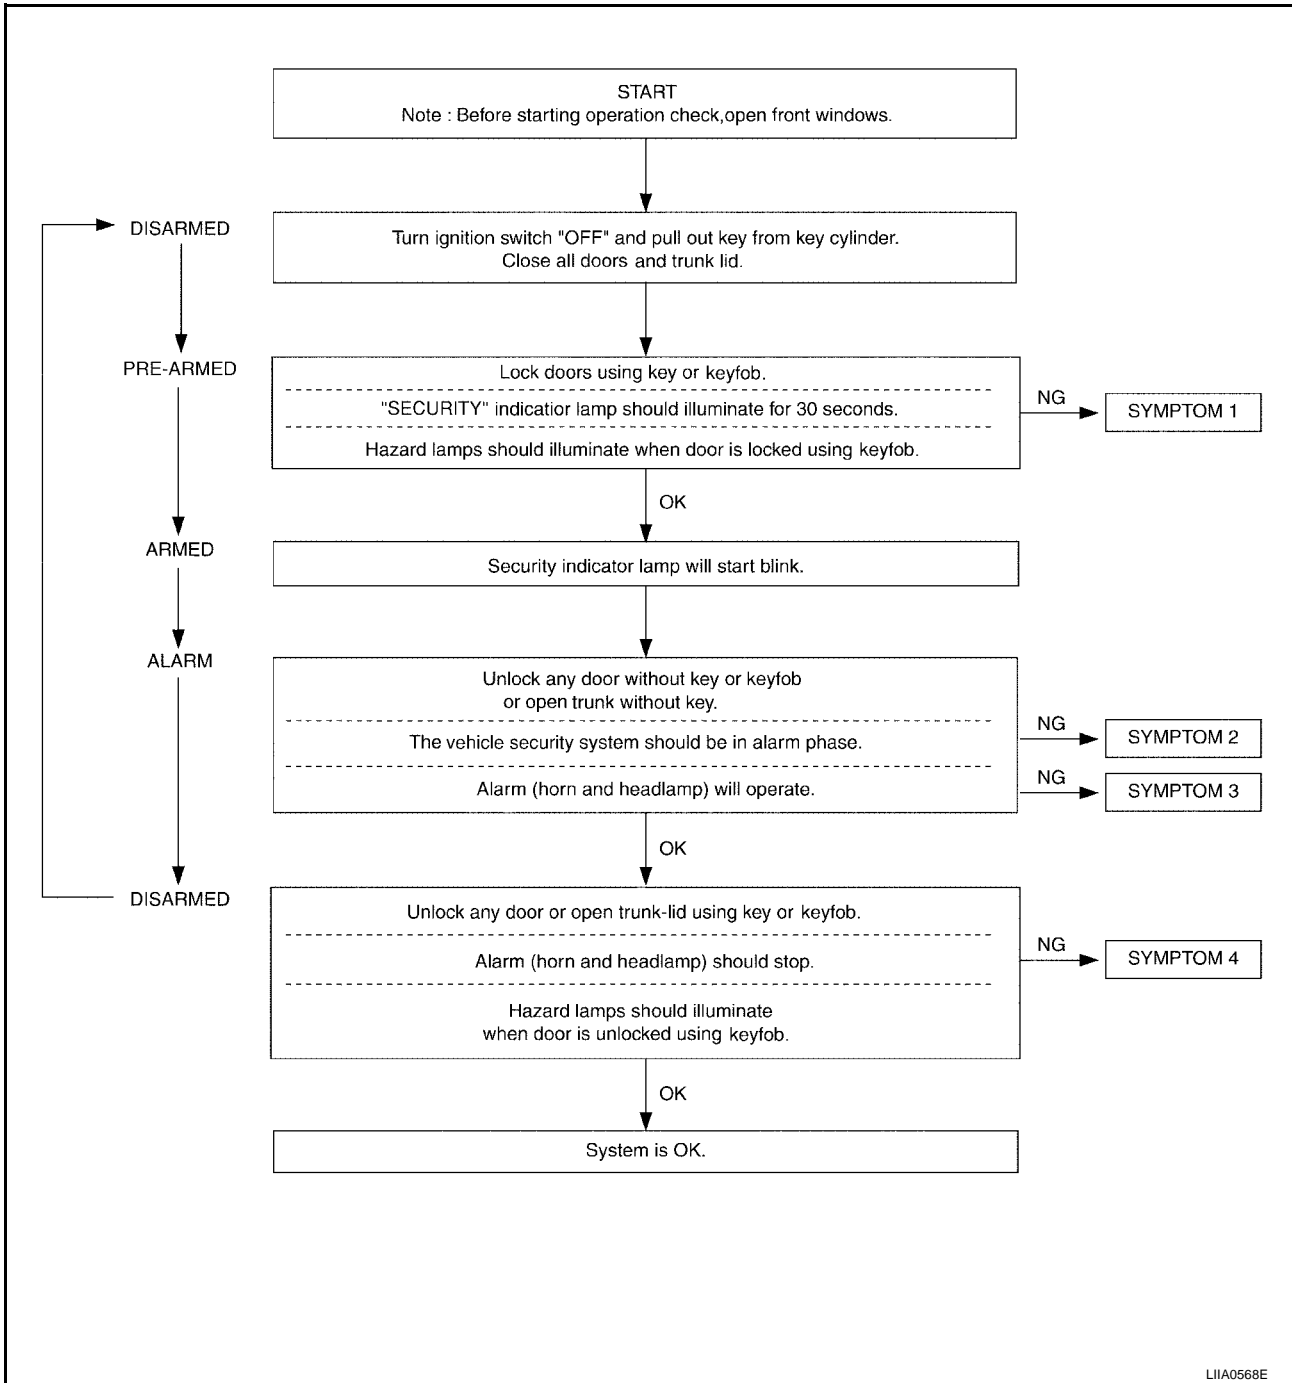 START
Note : Before starting operation check,open front windows.
DISARMED
Turn ignition switch "OFF" and pull out key from key cylinder.
Close all doors and trunk lid.
PRE-ARMED
Lock doors using key or keyfob.
"SECURITY" indicatior lamp should illuminate for 30 seconds.
Hazard lamps should illuminate when door is locked using keyfob.
NG
SYMPTOM 1
OK
ARMED
Security indicator lamp will start blink.
ALARM
Unlock any door without key or keyfob
or open trunk without key.
The vehicle security system should be in alarm phase.
NG
SYMPTOM 2
Alarm (horn and headlamp) will operate.
NG
SYMPTOM 3
OK
DISARMED
Unlock any door or open trunk-lid using key or keyfob.
Alarm (horn and headlamp) should stop.
NG
SYMPTOM 4
Hazard lamps should illuminate
when door is unlocked using keyfob.
OK
System is OK.
LIIA0568E